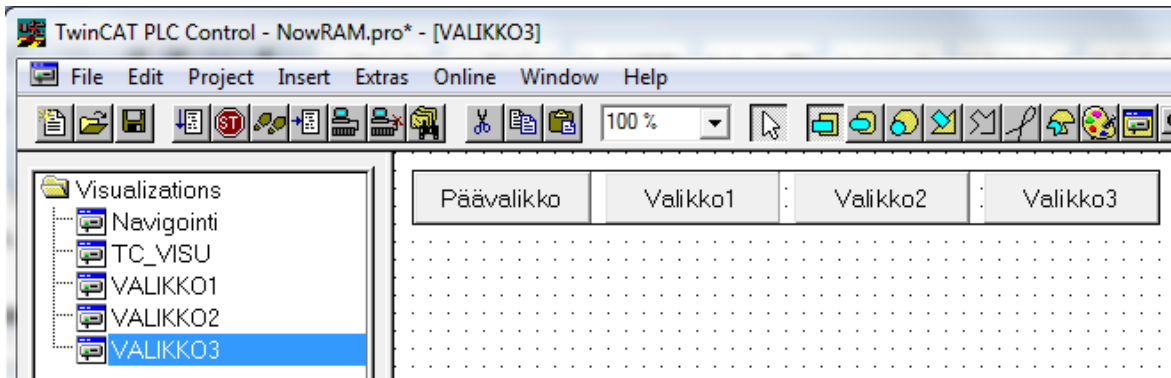 TwinCAT PLC Control - NowRAM.pro* - [VALIKKO3]
File Edit Project Insert Extras Online Window Help
ST 100 %
Visualizations
Navigointi
TC_VISU
VALIKKO1
VALIKKO2
VALIKKO3
Päävalikko Valikko1 Valikko2 Valikko3